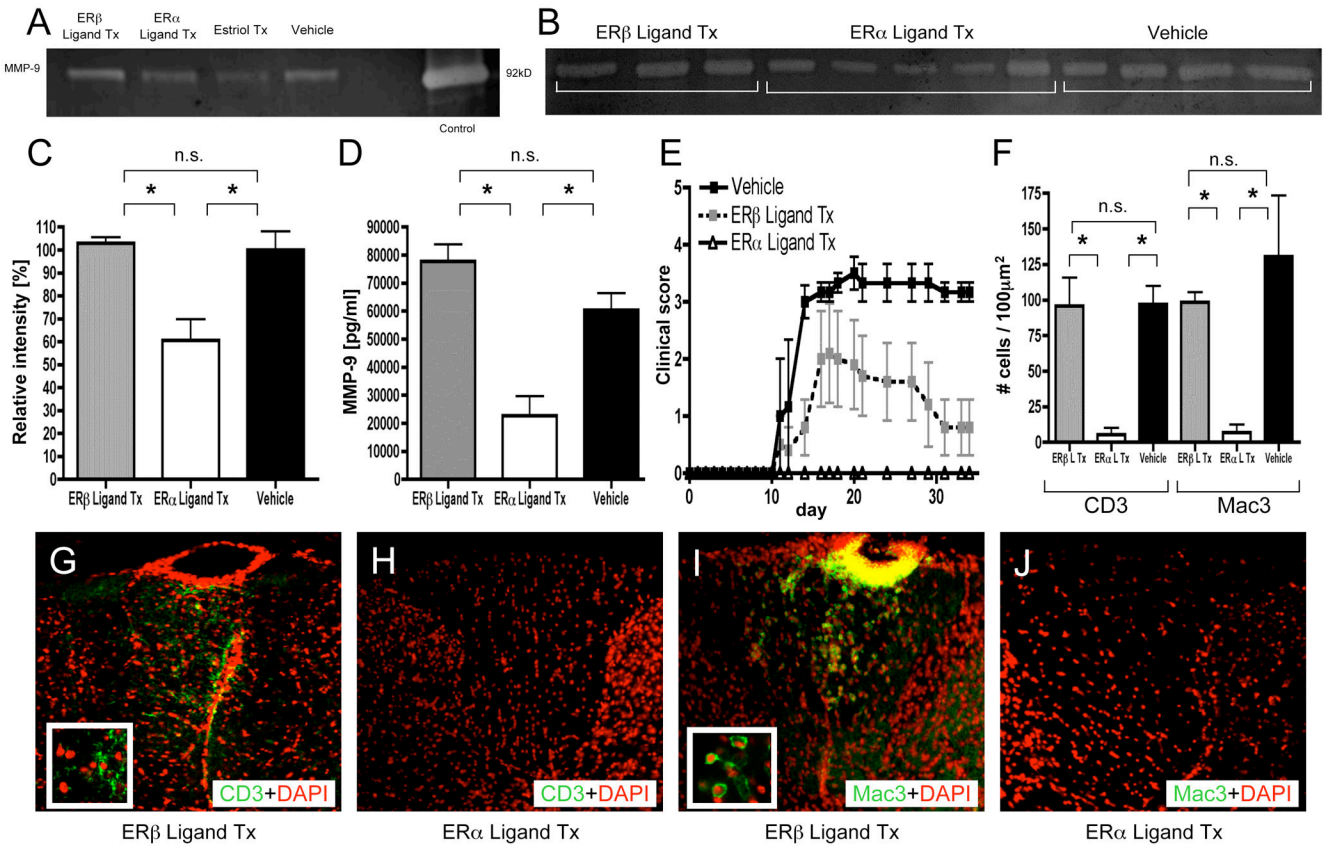 A
ERβ
Ligand Tx
ERα
Ligand Tx
Estriol Tx
Vehicle
MMP-9
92kD
Control
B
ERβ Ligand Tx
ERα Ligand Tx
Vehicle
C
n.s.
*
*
Relative intensity [%]
110
100
90
80
70
60
50
40
30
20
10
0
ERβ Ligand Tx
ERα Ligand Tx
Vehicle
D
n.s.
*
*
MMP-9 [pg/ml]
90000
80000
70000
60000
50000
40000
30000
20000
10000
0
ERβ Ligand Tx
ERα Ligand Tx
Vehicle
E
Vehicle
ERβ Ligand Tx
ERα Ligand Tx
Clinical score
5
4
3
2
1
0
0
10
20
30
day
F
n.s.
*
*
n.s.
*
*
# cells / 100µm²
175
150
125
100
75
50
25
0
ERβ L Tx
ERα L Tx
Vehicle
ERβ L Tx
ERα L Tx
Vehicle
CD3
Mac3
G
CD3+DAPI
ERβ Ligand Tx
H
CD3+DAPI
ERα Ligand Tx
I
Mac3+DAPI
ERβ Ligand Tx
J
Mac3+DAPI
ERα Ligand Tx